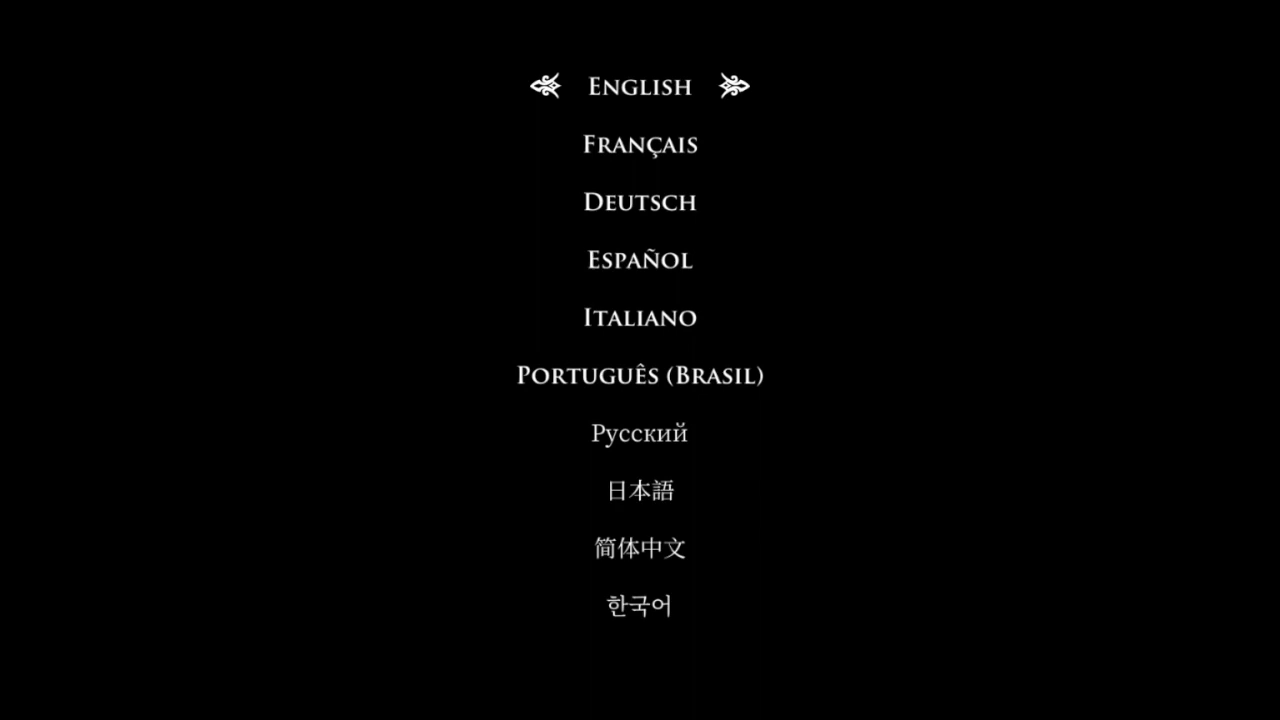 English
Français
Deutsch
Español
Italiano
Português (Brasil)
Русский
日本語
简体中文
한국어